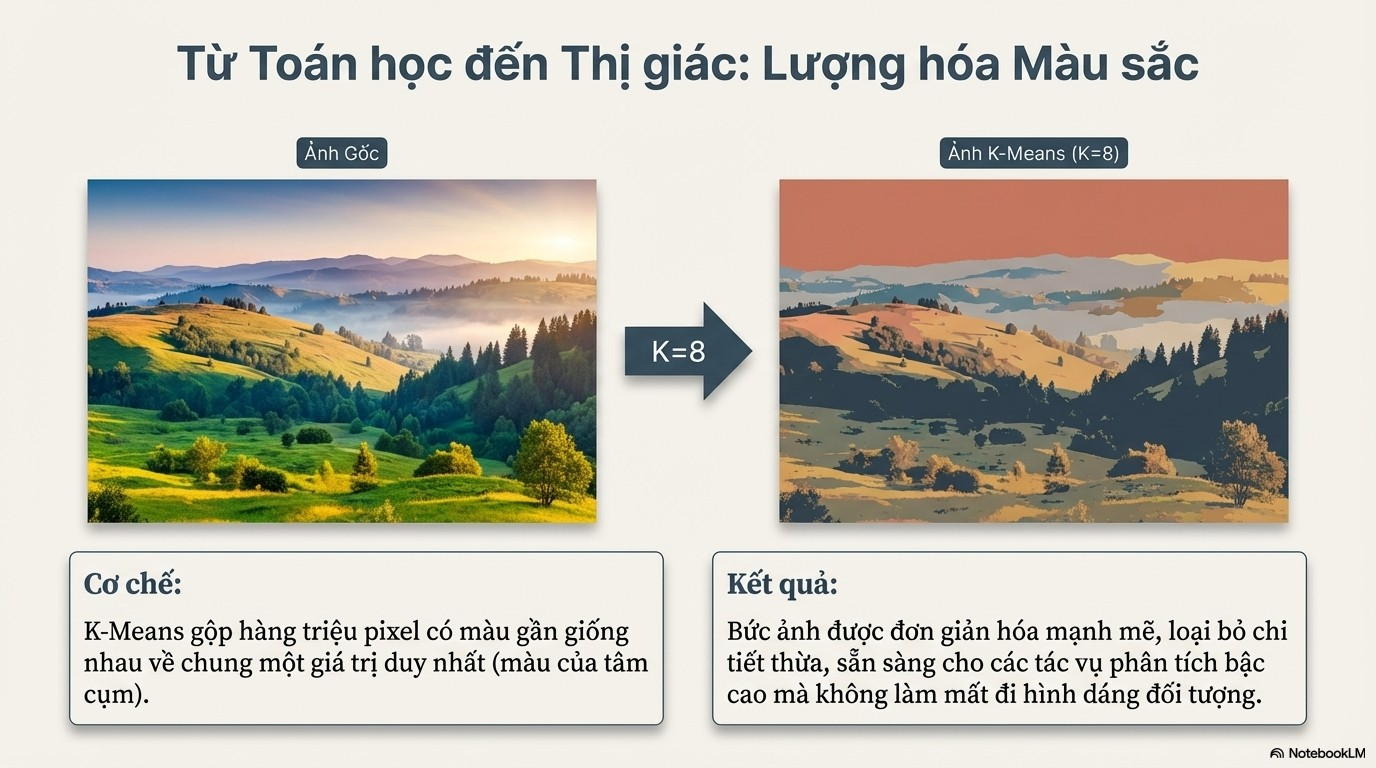 Từ Toán học đến Thị giác: Lượng hóa Màu sắc
Ảnh Gốc
Ảnh K-Means (K=8)
K=8
Cơ chế:
K-Means gộp hàng triệu pixel có màu gần giống
nhau về chung một giá trị duy nhất (màu của tâm
cụm).
Kết quả:
Bức ảnh được đơn giản hóa mạnh mẽ, loại bỏ chi
tiết thừa, sẵn sàng cho các tác vụ phân tích bậc
cao mà không làm mất đi hình dáng đối tượng.
NotebookLM